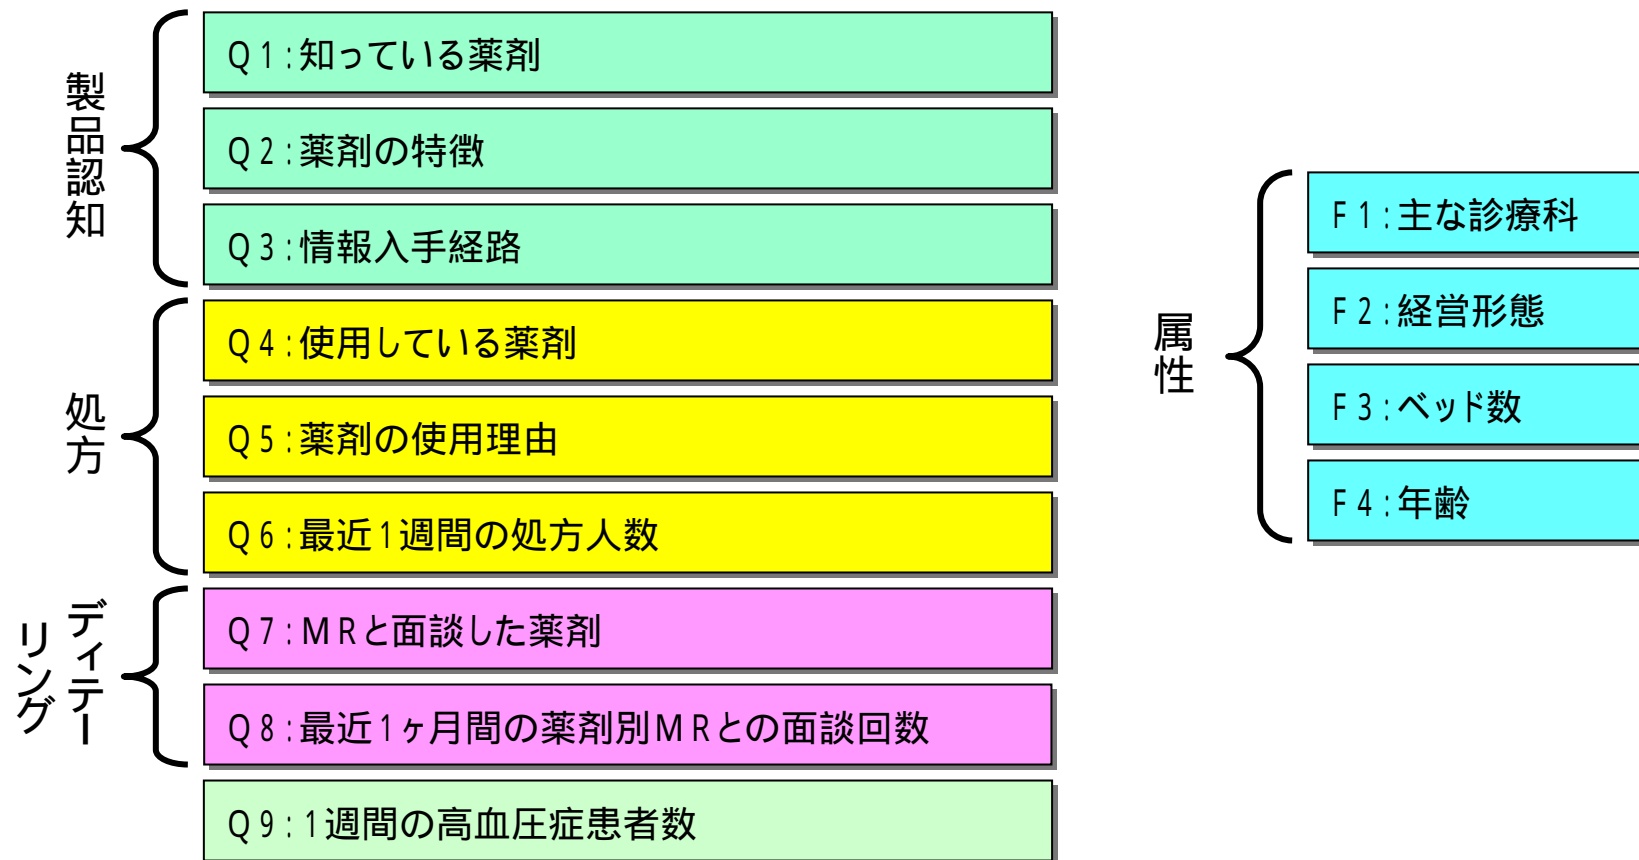 製品認知
Q1:知っている薬剤
Q2:薬剤の特徴
Q3:情報入手経路
処方
Q4:使用している薬剤
Q5:薬剤の使用理由
Q6:最近1週間の処方人数
ディテー
リング
Q7:MRと面談した薬剤
Q8:最近1ヶ月間の薬剤別MRとの面談回数
Q9:1週間の高血圧症患者数
属性
F1:主な診療科
F2:経営形態
F3:ベッド数
F4:年齢